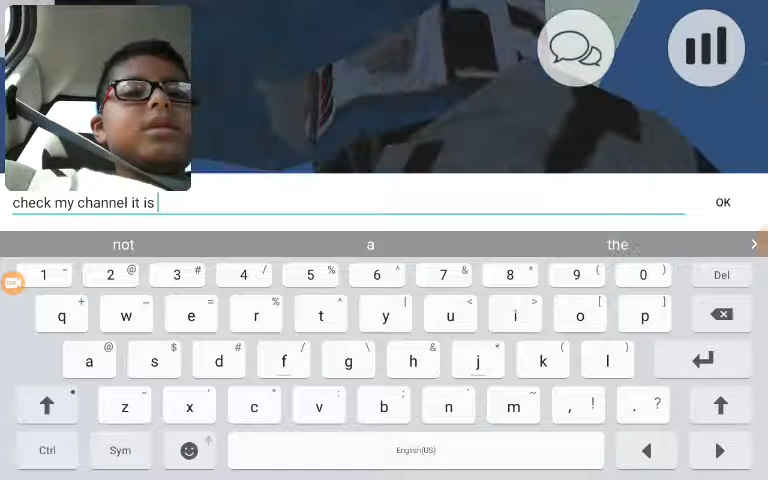 check my channel it is
OK
not a the
1 - 2 @ 3 # 4 / 5 % 6 ^ 7 & 8 * 9 ( 0 ) Del
q + w - e = r % t ^ y | u < i > o [ p ]
a @ s $ d # f / g \ h & j * k ( l )
z - x ' c " v : b ; n ` m ~ , ! . ?
Ctrl Sym English(US)